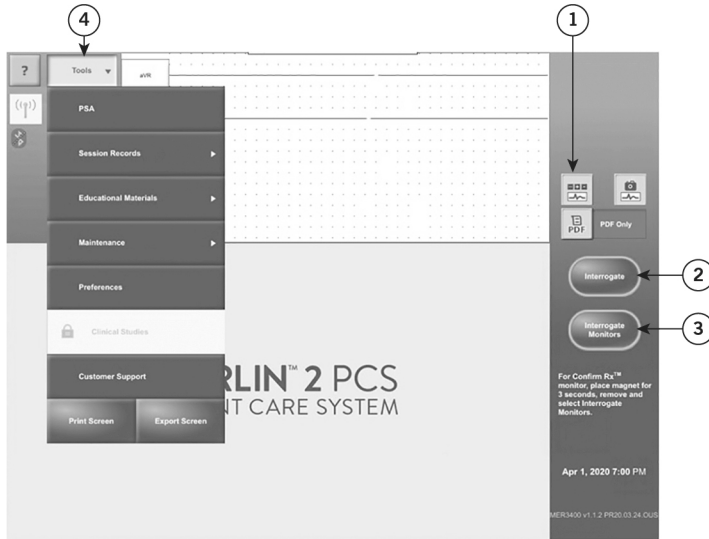 4
1
?
Tools
aVR
PSA
Session Records
Educational Materials
Maintenance
Preferences
Clinical Studies
Customer Support
Print Screen
Export Screen
RLIN™ 2 PCS
NT CARE SYSTEM
PDF
PDF Only
Interrogate
2
Interrogate
Monitors
3
For Confirm Rx™
monitor, place magnet for
3 seconds, remove and
select Interrogate
Monitors.
Apr 1, 2020 7:00 PM
MER3400 v1.1.2 PR20.03.24.OUS